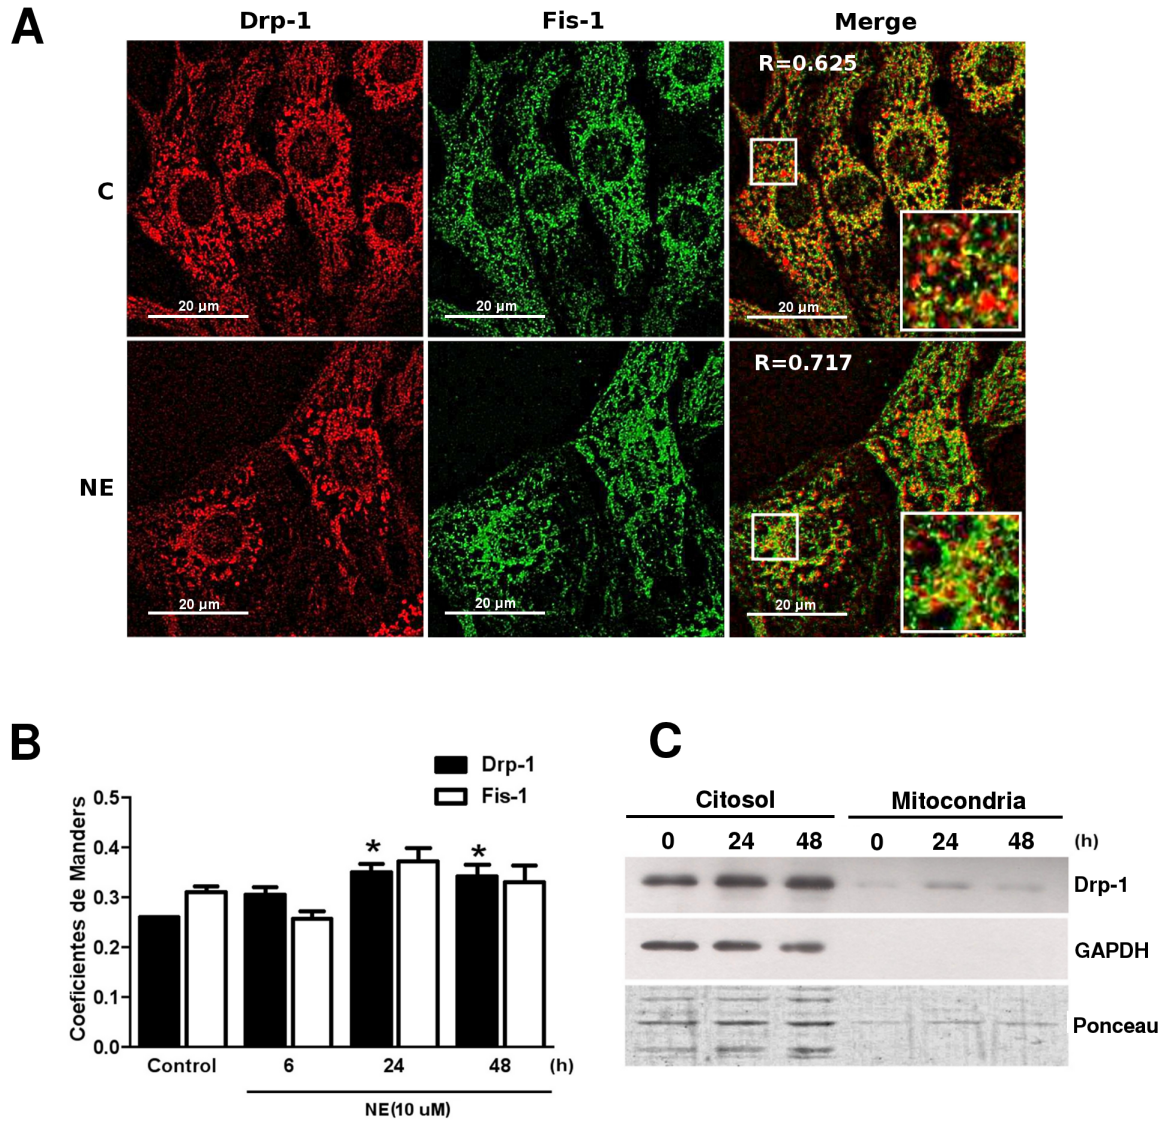 A
Drp-1 Fis-1 Merge
C
R=0.625
20 µm 20 µm 20 µm
NE
R=0.717
20 µm 20 µm 20 µm
B
Drp-1
Fis-1
Coeficientes de Manders
0.5
0.4
0.3
0.2
0.1
0.0
* *
Control 6 24 48 (h)
NE(10 uM)
C
Citosol Mitocondria
0 24 48 0 24 48 (h)
Drp-1
GAPDH
Ponceau